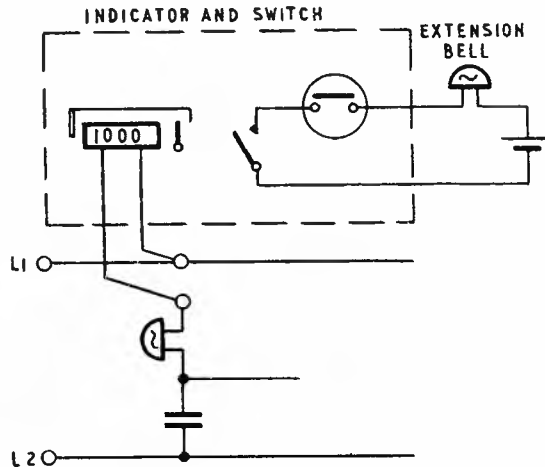 INDICATOR AND SWITCH
EXTENSION
BELL
1000
L1
L2